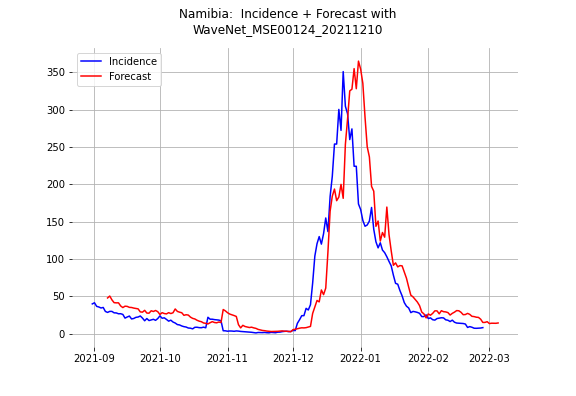 Namibia:  Incidence + Forecast with
WaveNet_MSE00124_20211210
Incidence
Forecast
350
300
250
200
150
100
50
0
2021-09 2021-10 2021-11 2021-12 2022-01 2022-02 2022-03